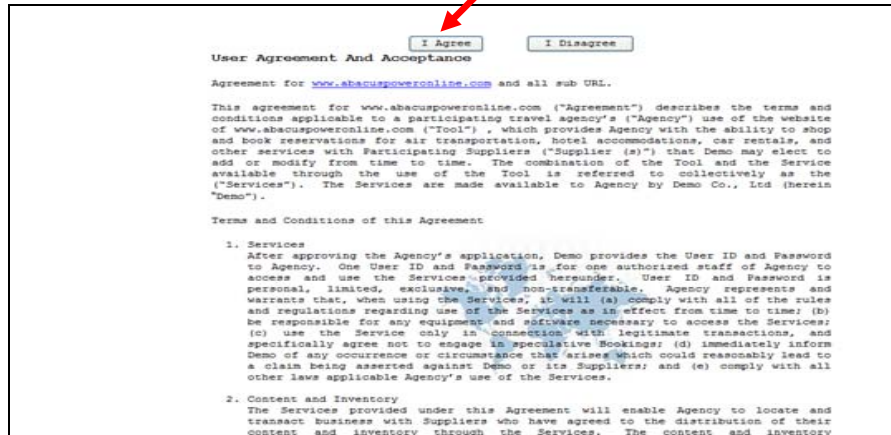 I Agree I Disagree
User Agreement And Acceptance
Agreement for www.abacuspoweronline.com and all sub URL.
This agreement for www.abacuspoweronline.com ("Agreement") describes the terms and
conditions applicable to a participating travel agency's ("Agency") use of the website
of www.abacuspoweronline.com ("Tool") , which provides Agency with the ability to shop
and book reservations for air transportation, hotel accommodations, car rentals, and
other services with Participating Suppliers ("Supplier (s)") that Demo may elect to
add or modify from time to time. The combination of the Tool and the Service
available through the use of the Tool is referred to collectively as the
("Services"). The Services are made available to Agency by Demo Co., Ltd (herein
"Demo").
Terms and Conditions of this Agreement
1. Services
After approving the Agency's application, Demo provides the User ID and Password
to Agency. One User ID and Password is for one authorized staff of Agency to
access and use the Services provided hereunder. User ID and Password is
personal, limited, exclusive, and non-transferable. Agency represents and
warrants that, when using the Services, it will (a) comply with all of the rules
and regulations regarding use of the Services as in effect from time to time; (b)
be responsible for any equipment and software necessary to access the Services;
(c) use the Service only in connection with legitimate transactions, and
specifically agree not to engage in speculative Bookings; (d) immediately inform
Demo of any occurrence or circumstance that arises which could reasonably lead to
a claim being asserted against Demo or its Suppliers; and (e) comply with all
other laws applicable Agency's use of the Services.
2. Content and Inventory
The Services provided under this Agreement will enable Agency to locate and
transact business with Suppliers who have agreed to the distribution of their
content and inventory through the Services. The content and inventory